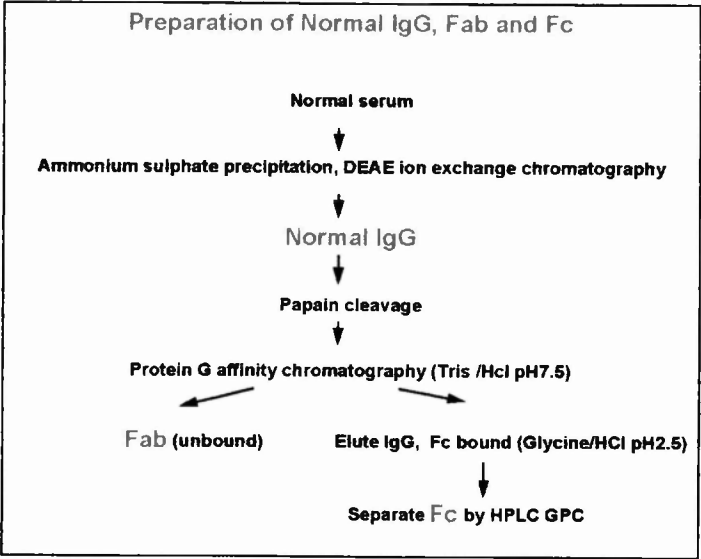 Preparation of Normal IgG, Fab and Fc
Normal serum
Ammonium sulphate precipitation, DEAE ion exchange chromatography
Normal IgG
Papain cleavage
Protein G affinity chromatography (Tris /Hcl pH7.5)
Fab (unbound)
Elute IgG, Fc bound (Glycine/HCl pH2.5)
Separate Fc by HPLC GPC